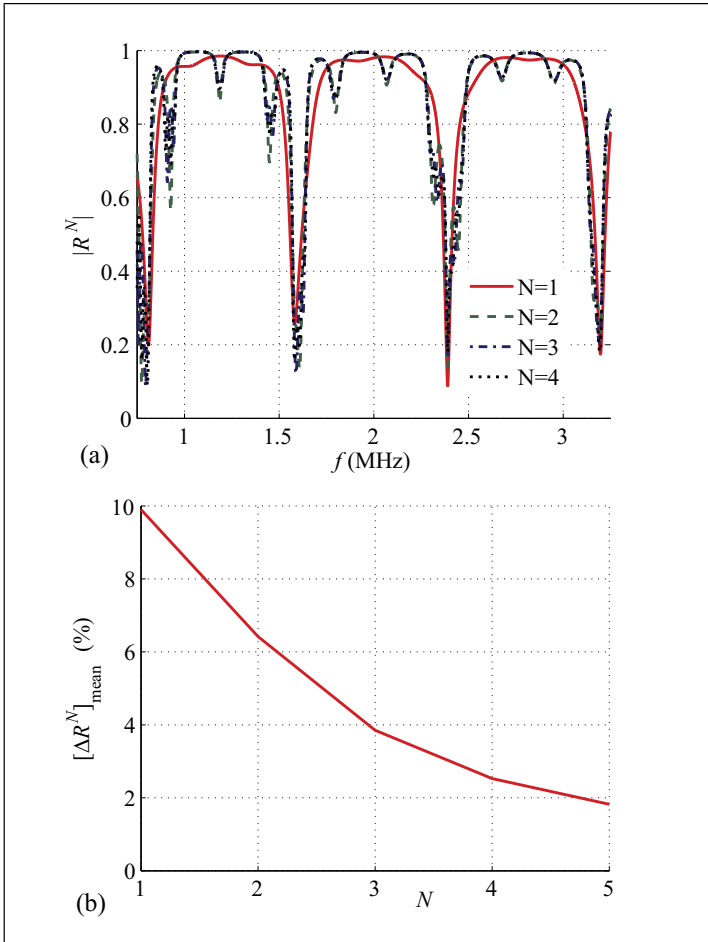 1
0.8
0.6
0.4
0.2
0
|R^N|
N=1
N=2
N=3
N=4
1 1.5 2 2.5 3
f (MHz)
(a)
10
8
6
4
2
0
[ΔR^N]_mean (%)
1 2 3 4 5
N
(b)